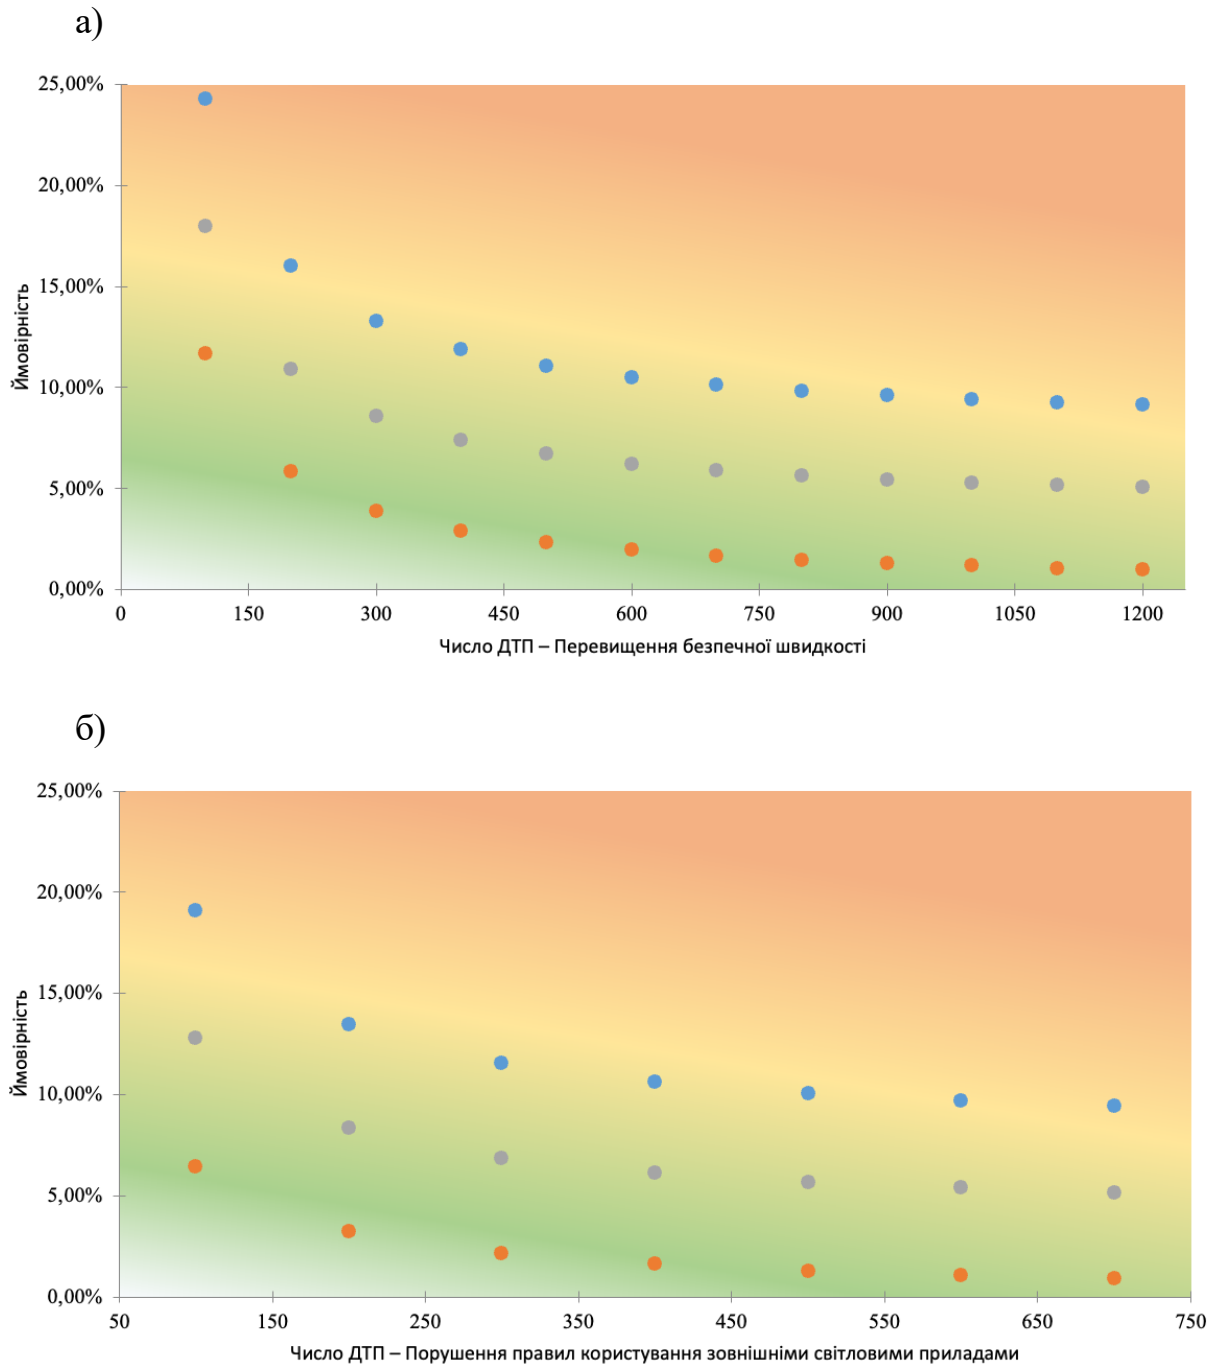 а)
25,00%
20,00%
15,00%
10,00%
5,00%
0,00%
Ймовірність
0 150 300 450 600 750 900 1050 1200
Число ДТП – Перевищення безпечної швидкості
б)
25,00%
20,00%
15,00%
10,00%
5,00%
0,00%
Ймовірність
50 150 250 350 450 550 650 750
Число ДТП – Порушення правил користування зовнішніми світловими приладами